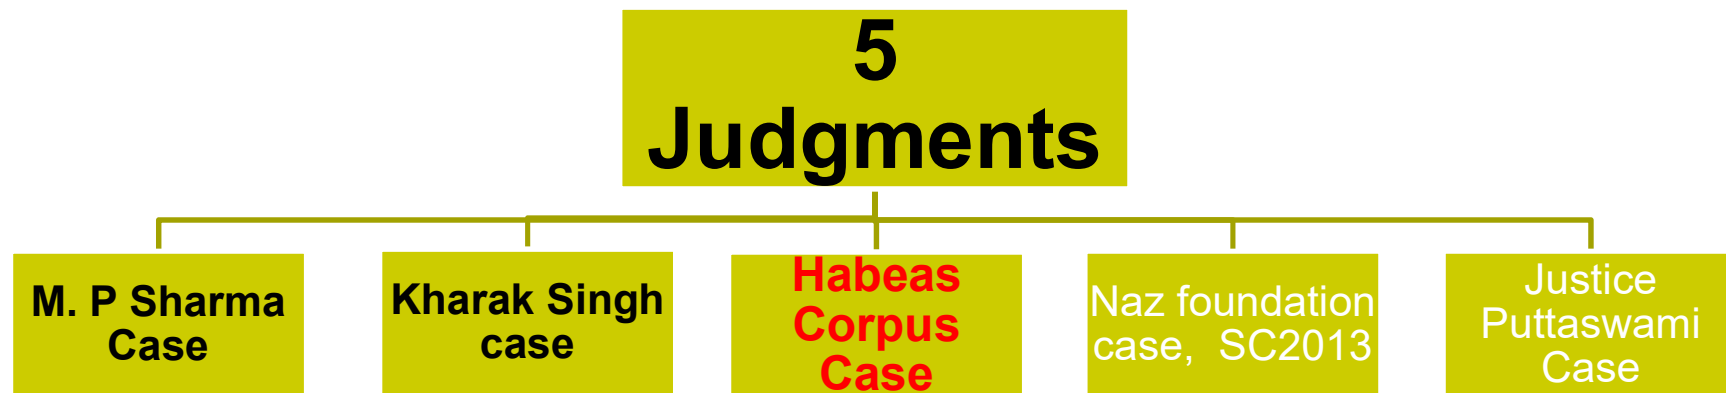 5
Judgments
M. P Sharma
Case
Kharak Singh
case
Habeas
Corpus
Case
Naz foundation
case,  SC2013
Justice
Puttaswami
Case